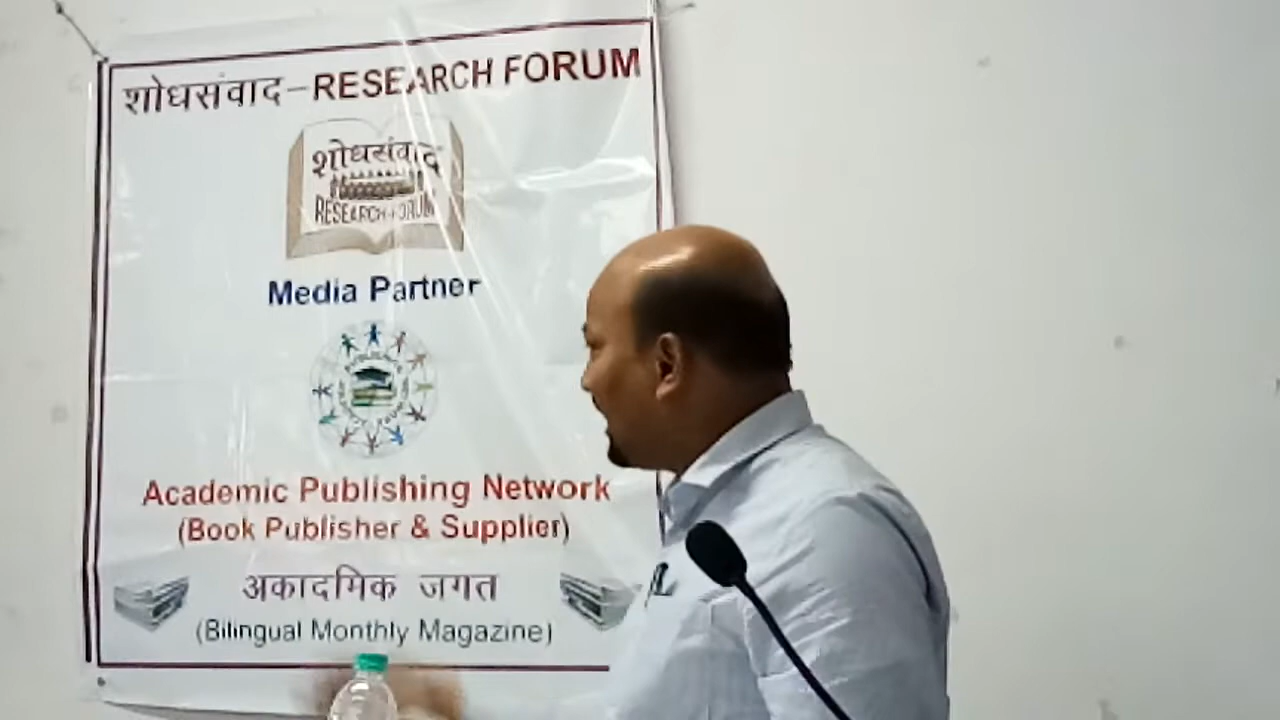 शोधसंवाद–RESEARCH FORUM
शोधसंवाद
RESEARCH-FORUM
Media Partner
Academic Publishing Network
(Book Publisher & Supplier)
अकादमिक जगत
(Bilingual Monthly Magazine)